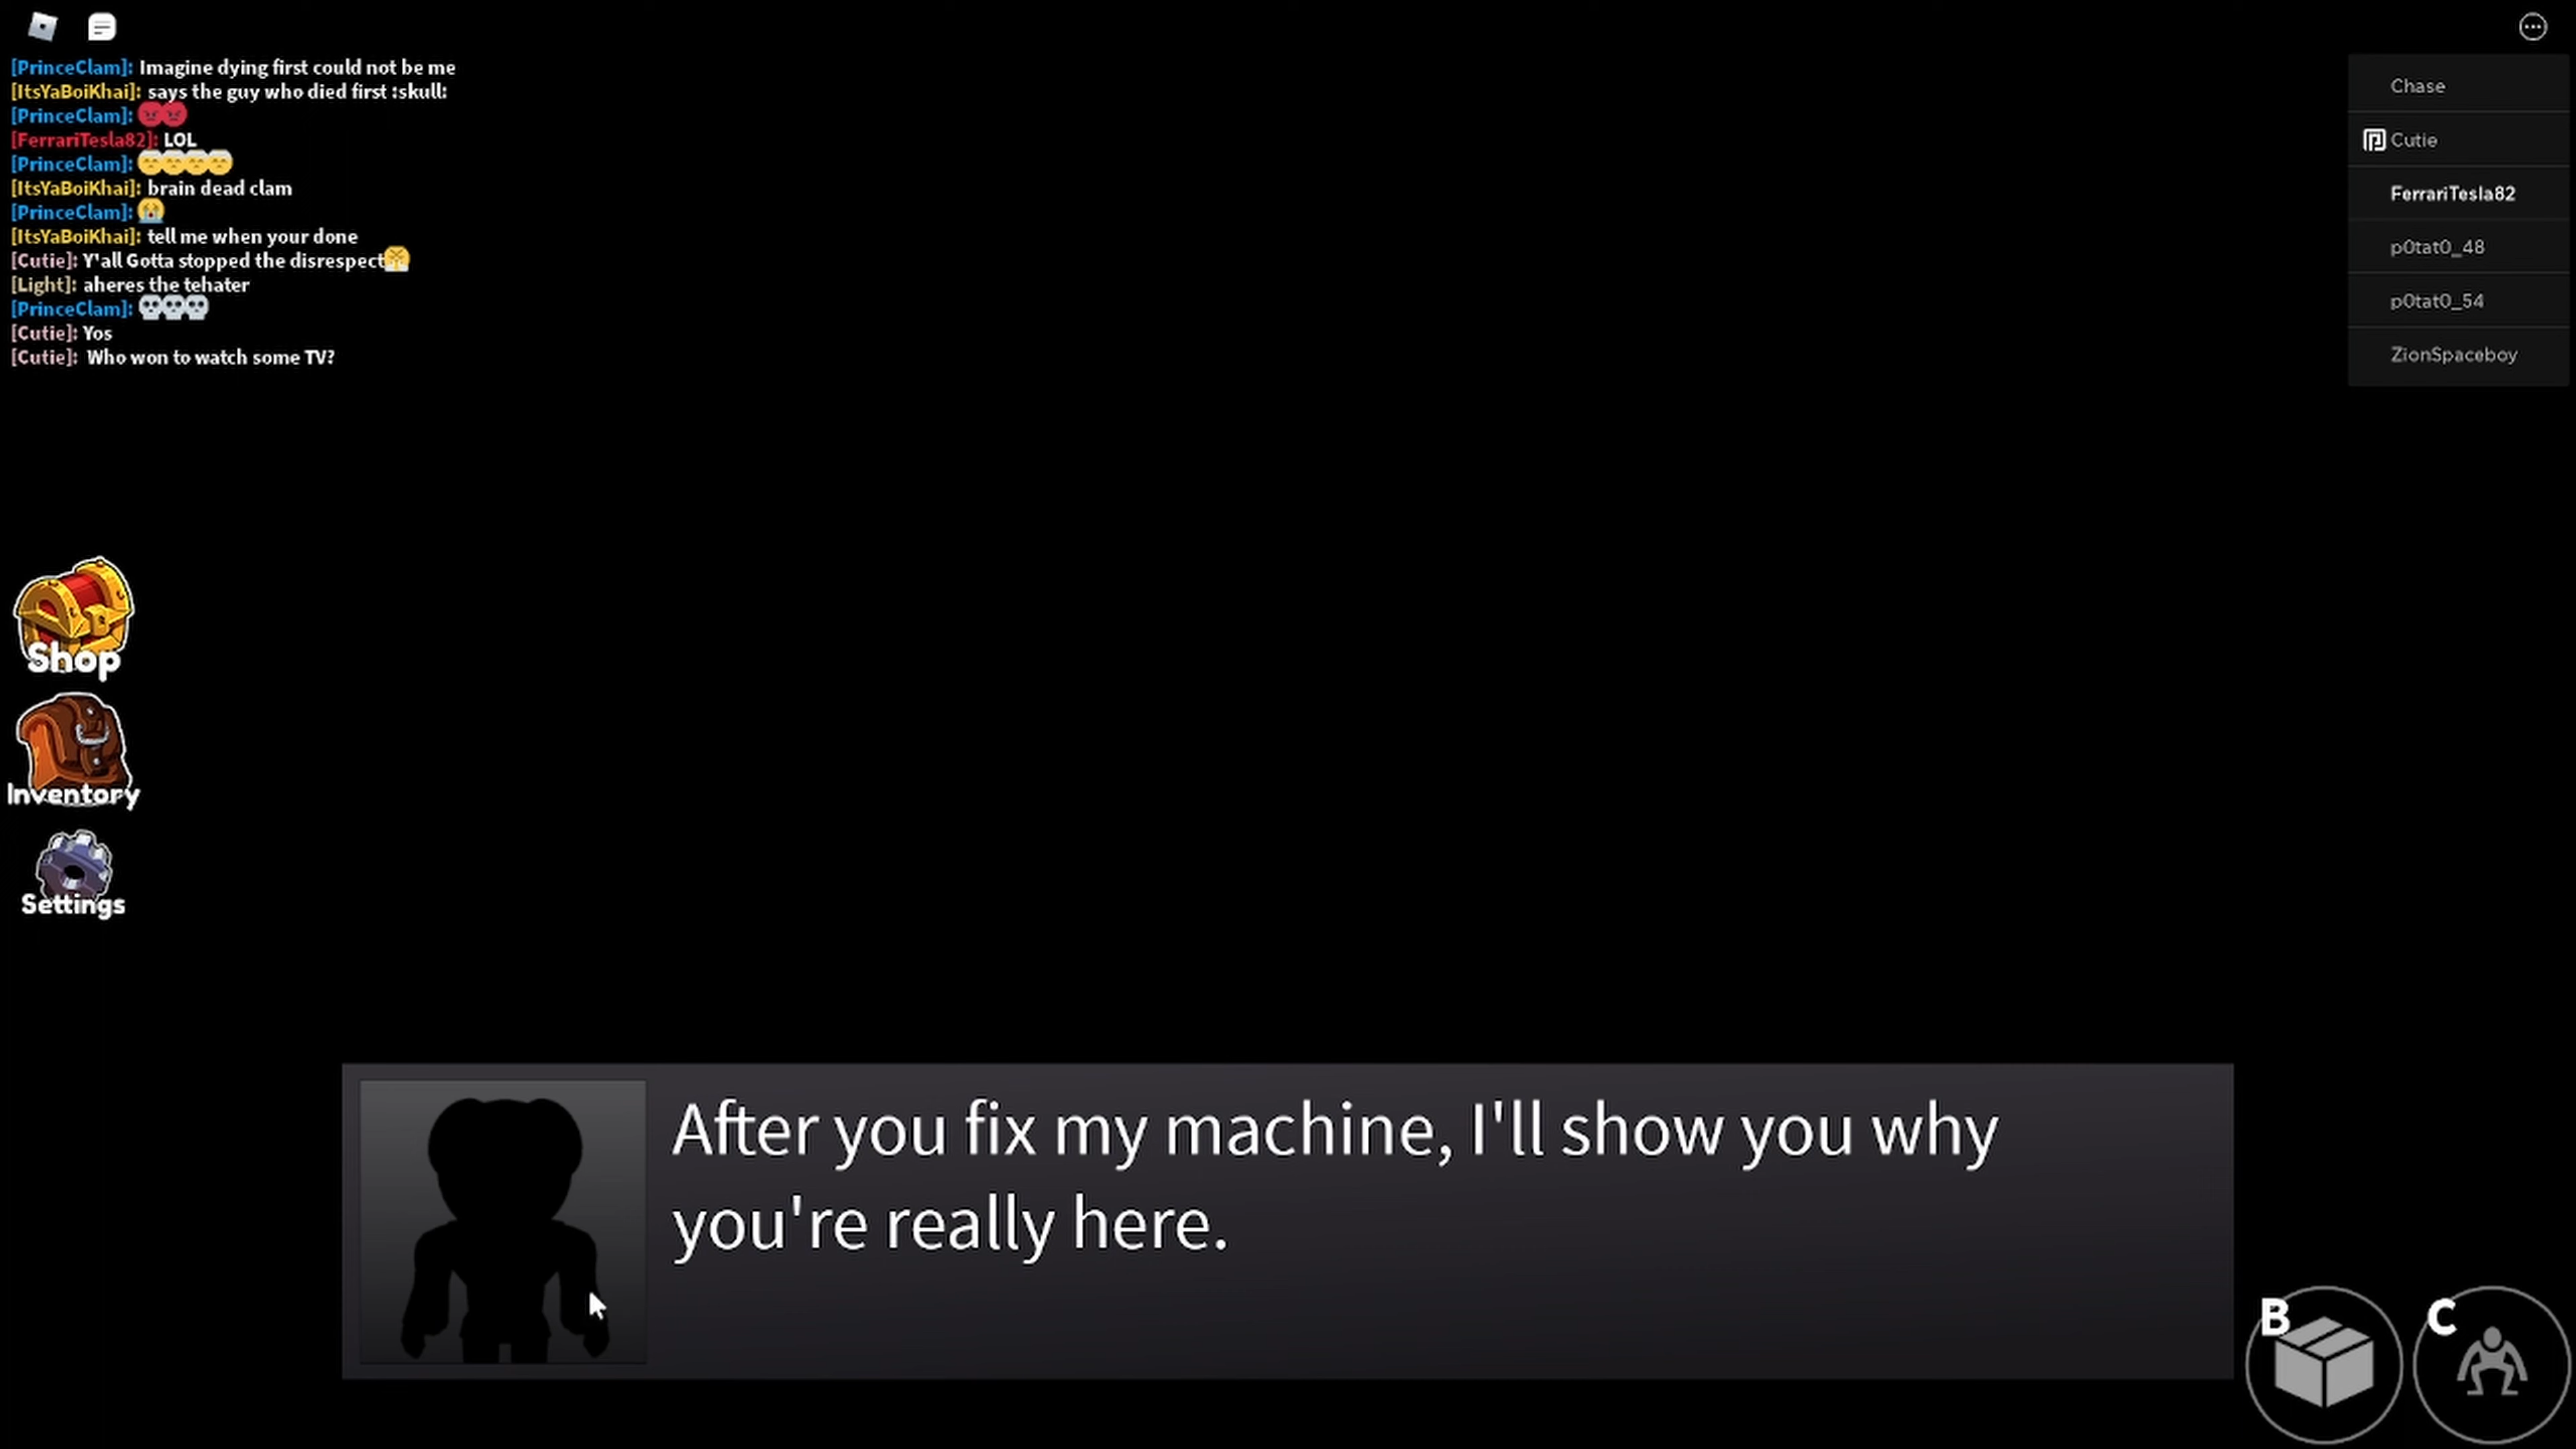 [PrinceClam]: Imagine dying first could not be me
[ItsYaBoiKhai]: says the guy who died first :skull:
[PrinceClam]: 😡😡
[FerrariTesla82]: LOL
[PrinceClam]: 😇😇😇😇
[ItsYaBoiKhai]: brain dead clam
[PrinceClam]: 😭
[ItsYaBoiKhai]: tell me when your done
[Cutie]: Y'all Gotta stopped the disrespect😤
[Light]: aheres the tehater
[PrinceClam]: 💀💀💀
[Cutie]: Yos
[Cutie]: Who won to watch some TV?
Chase
Cutie
FerrariTesla82
p0tat0_48
p0tat0_54
ZionSpaceboy
Shop
Inventory
Settings
After you fix my machine, I'll show you why
you're really here.
B
C